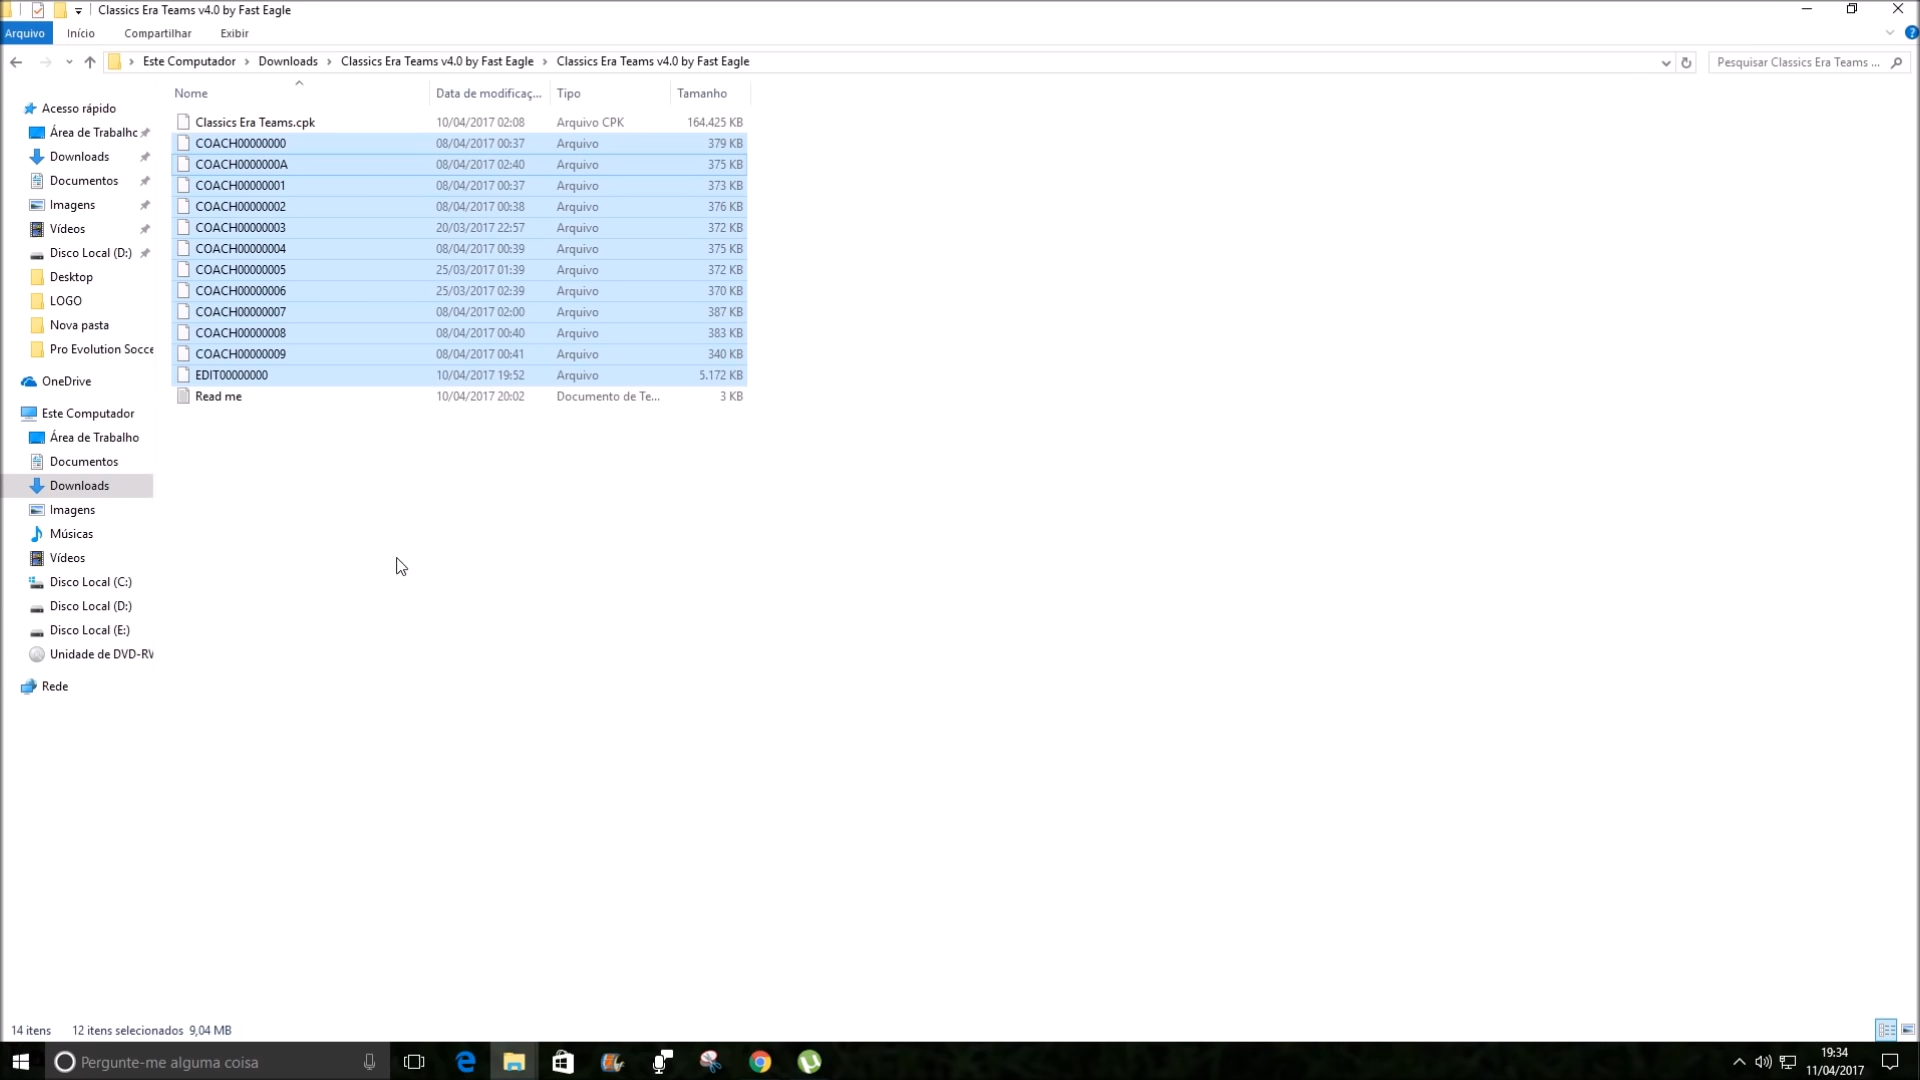 Classics Era Teams v4.0 by Fast Eagle
Arquivo Início Compartilhar Exibir
Este Computador Downloads Classics Era Teams v4.0 by Fast Eagle Classics Era Teams v4.0 by Fast Eagle Pesquisar Classics Era Teams ...
Nome Data de modificaç... Tipo Tamanho
Classics Era Teams.cpk 10/04/2017 02:08 Arquivo CPK 164.425 KB
COACH00000000 08/04/2017 00:37 Arquivo 379 KB
COACH0000000A 08/04/2017 02:40 Arquivo 375 KB
COACH00000001 08/04/2017 00:37 Arquivo 373 KB
COACH00000002 08/04/2017 00:38 Arquivo 376 KB
COACH00000003 20/03/2017 22:57 Arquivo 372 KB
COACH00000004 08/04/2017 00:39 Arquivo 375 KB
COACH00000005 25/03/2017 01:39 Arquivo 372 KB
COACH00000006 25/03/2017 02:39 Arquivo 370 KB
COACH00000007 08/04/2017 02:00 Arquivo 387 KB
COACH00000008 08/04/2017 00:40 Arquivo 383 KB
COACH00000009 08/04/2017 00:41 Arquivo 340 KB
EDIT00000000 10/04/2017 19:52 Arquivo 5.172 KB
Read me 10/04/2017 20:02 Documento de Te... 3 KB
Acesso rápido
Área de Trabalhc
Downloads
Documentos
Imagens
Vídeos
Disco Local (D:)
Desktop
LOGO
Nova pasta
Pro Evolution Socce
OneDrive
Este Computador
Área de Trabalho
Documentos
Downloads
Imagens
Músicas
Vídeos
Disco Local (C:)
Disco Local (D:)
Disco Local (E:)
Unidade de DVD-RV
Rede
14 itens 12 itens selecionados 9,04 MB
Pergunte-me alguma coisa
19:34
11/04/2017